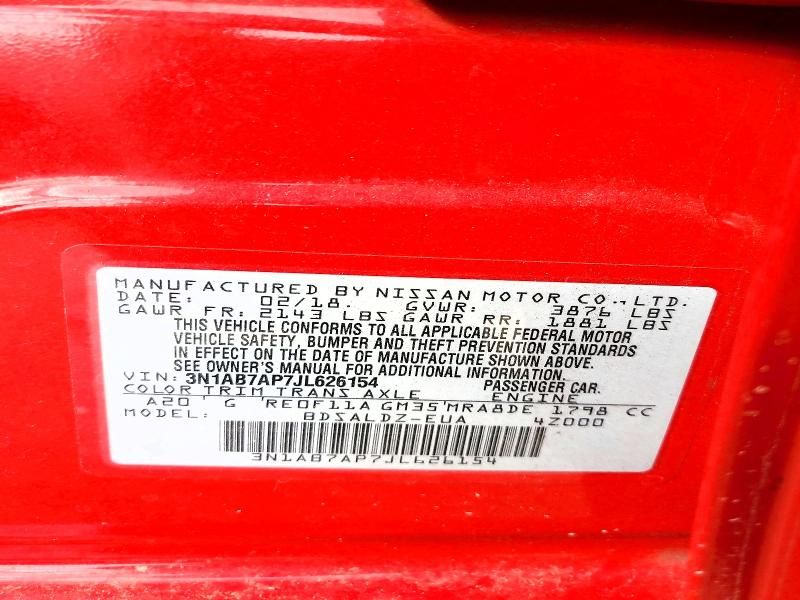 MANUFACTURED BY NISSAN MOTOR CO.,LTD.
DATE: 02/18. GVWR: 3876 LBS
GAWR FR: 2143 LBS GAWR RR: 1881 LBS
THIS VEHICLE CONFORMS TO ALL APPLICABLE FEDERAL MOTOR
VEHICLE SAFETY, BUMPER AND THEFT PREVENTION STANDARDS
IN EFFECT ON THE DATE OF MANUFACTURE SHOWN ABOVE.
SEE OWNER'S MANUAL FOR ADDITIONAL INFORMATION.
VIN: 3N1AB7AP7JL626154 PASSENGER CAR.
COLOR TRIM TRANS AXLE ENGINE
A20 ' G 'RE0F11A GM35'MRA8DE 1798 CC
MODEL: BDSALDZ-EUA 4Z000
3N1AB7AP7JL626154